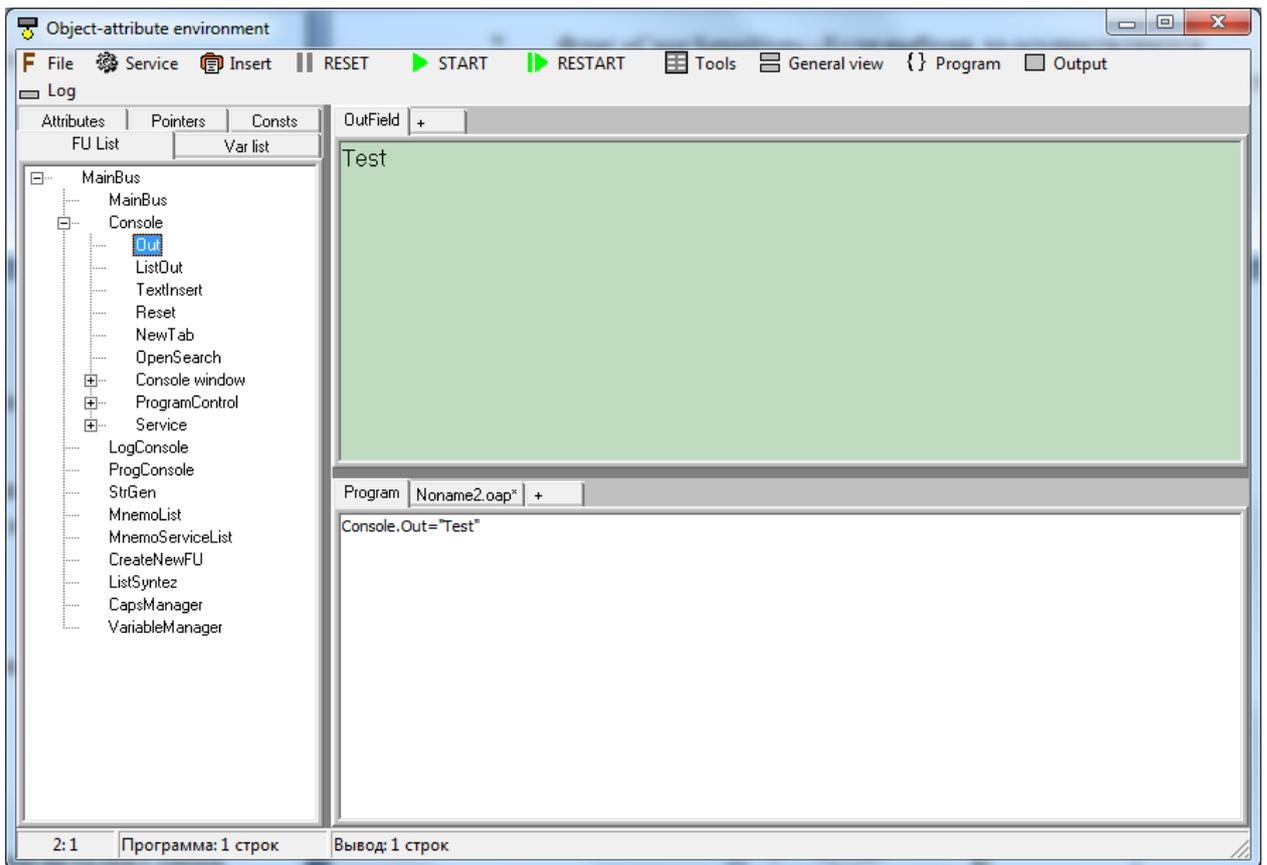 Object-attribute environment
File Service Insert RESET START RESTART Tools General view {} Program Output
Log
Attributes Pointers Consts
FU List Var list
MainBus
MainBus
Console
Out
ListOut
TextInsert
Reset
NewTab
OpenSearch
Console window
ProgramControl
Service
LogConsole
ProgConsole
StrGen
MnemoList
MnemoServiceList
CreateNewFU
ListSyntez
CapsManager
VariableManager
OutField +
Test
Program Noname2.oap* +
Console.Out="Test"
2: 1 Программа: 1 строк Вывод: 1 строк